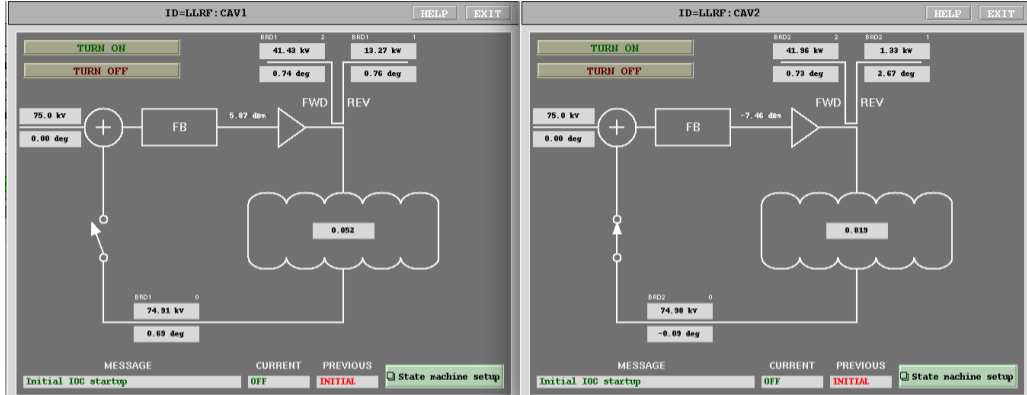 ID=LLRF:CAV1
HELP
EXIT
TURN ON
TURN OFF
BRD1 2
41.43 kW
0.74 deg
BRD1 1
13.27 kW
0.76 deg
FWD
REV
75.0 kV
0.00 deg
FB
5.87 dBm
0.052
BRD1 0
74.91 kV
0.69 deg
MESSAGE
CURRENT
PREVIOUS
Initial IOC startup
OFF
INITIAL
State machine setup
ID=LLRF:CAV2
HELP
EXIT
TURN ON
TURN OFF
BRD2 2
41.96 kW
0.73 deg
BRD2 1
1.33 kW
2.67 deg
FWD
REV
75.0 kV
0.00 deg
FB
-7.46 dBm
0.819
BRD2 0
74.98 kV
-0.09 deg
MESSAGE
CURRENT
PREVIOUS
Initial IOC startup
OFF
INITIAL
State machine setup